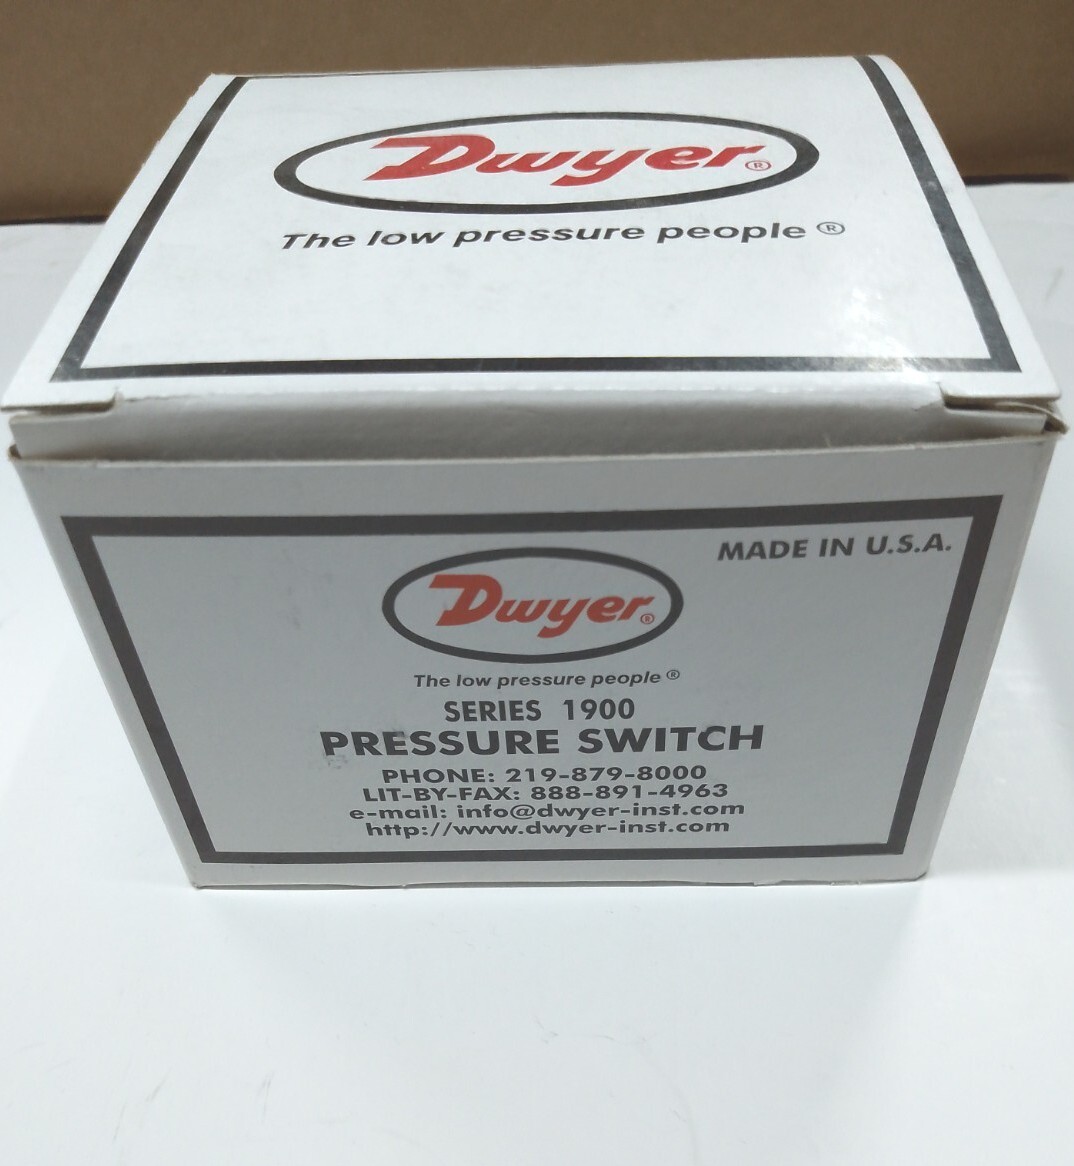 Dwyer®
The low pressure people®
MADE IN U.S.A.
Dwyer®
The low pressure people®
SERIES 1900
PRESSURE SWITCH
PHONE: 219-879-8000
LIT-BY-FAX: 888-891-4963
e-mail: info@dwyer-inst.com
http://www.dwyer-inst.com